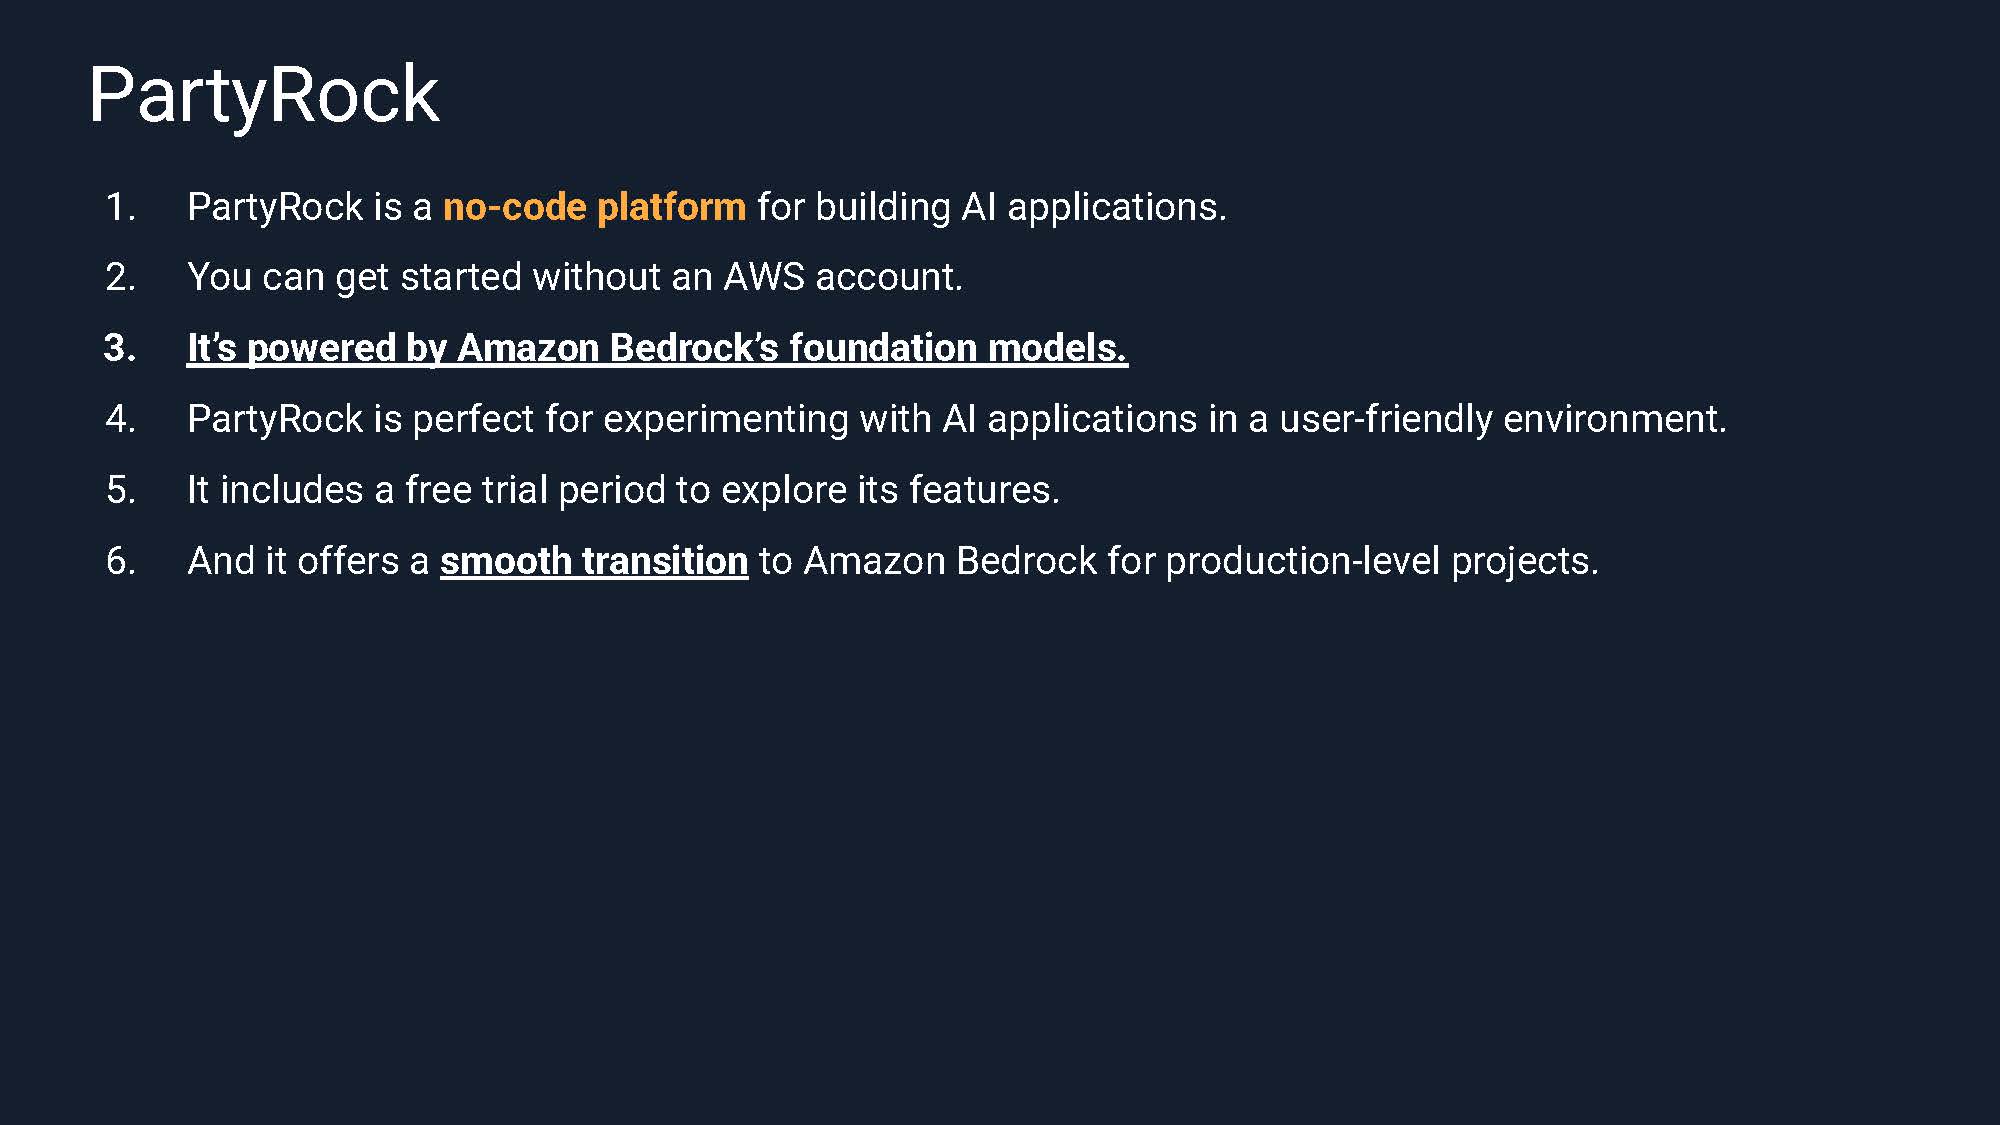 PartyRock
1. PartyRock is a no-code platform for building AI applications.
2. You can get started without an AWS account.
3. It’s powered by Amazon Bedrock’s foundation models.
4. PartyRock is perfect for experimenting with AI applications in a user-friendly environment.
5. It includes a free trial period to explore its features.
6. And it offers a smooth transition to Amazon Bedrock for production-level projects.